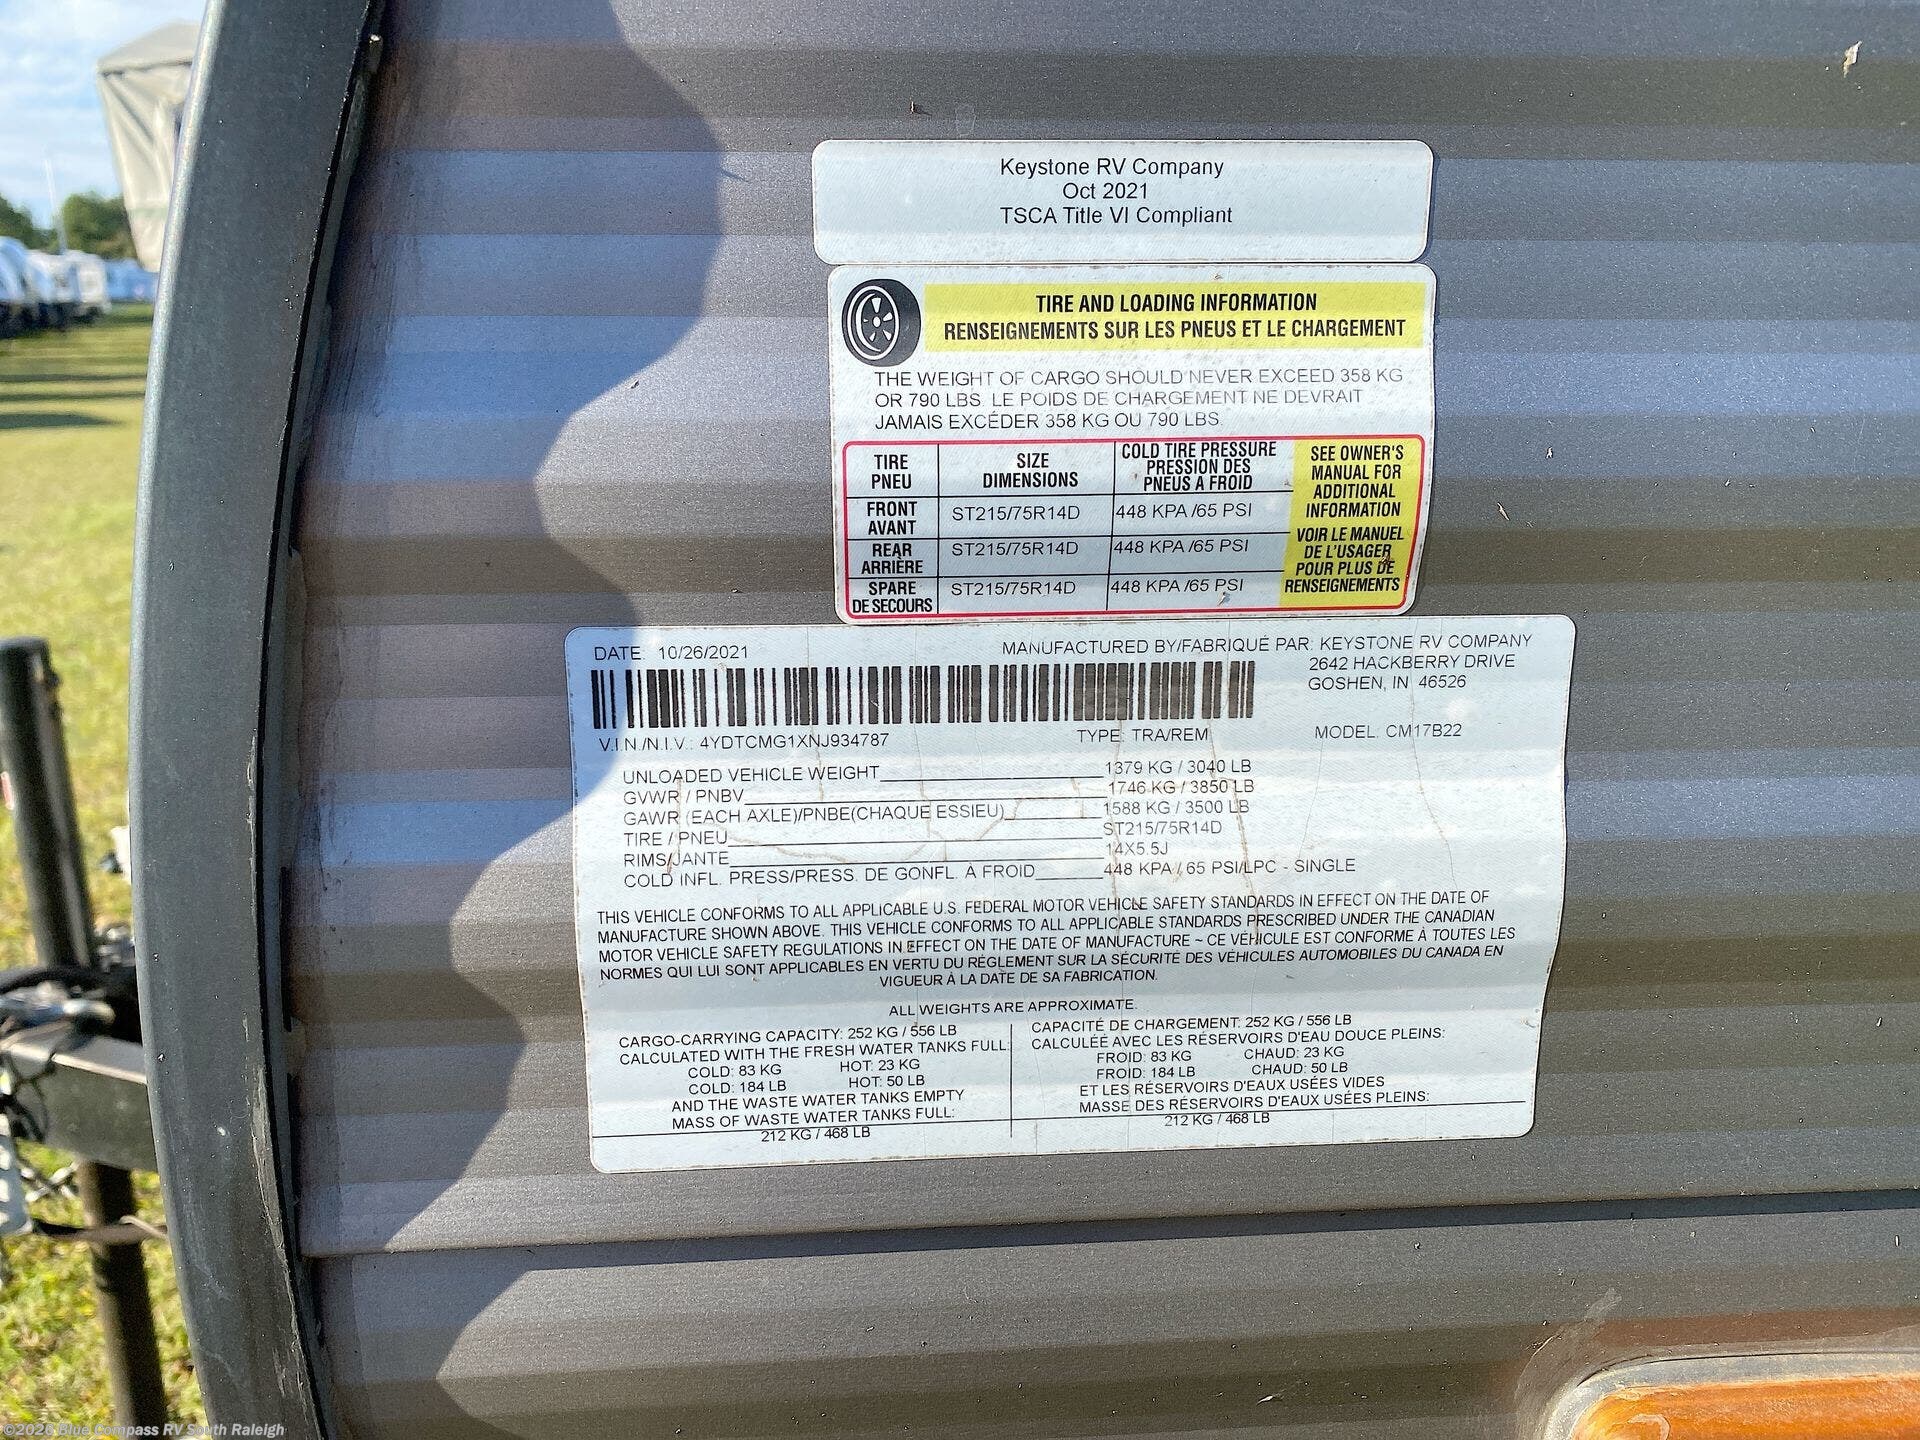 Keystone RV Company
Oct 2021
TSCA Title VI Compliant
TIRE AND LOADING INFORMATION
RENSEIGNEMENTS SUR LES PNEUS ET LE CHARGEMENT
THE WEIGHT OF CARGO SHOULD NEVER EXCEED 358 KG
OR 790 LBS. LE POIDS DE CHARGEMENT NE DEVRAIT
JAMAIS EXCÉDER 358 KG OU 790 LBS.
TIRE
PNEU
SIZE
DIMENSIONS
COLD TIRE PRESSURE
PRESSION DES
PNEUS A FROID
FRONT
AVANT
ST215/75R14D
448 KPA /65 PSI
REAR
ARRIÈRE
ST215/75R14D
448 KPA /65 PSI
SPARE
DE SECOURS
ST215/75R14D
448 KPA /65 PSI
SEE OWNER'S
MANUAL FOR
ADDITIONAL
INFORMATION
VOIR LE MANUEL
DE L'USAGER
POUR PLUS DE
RENSEIGNEMENTS
DATE: 10/26/2021
MANUFACTURED BY/FABRIQUÉ PAR: KEYSTONE RV COMPANY
2642 HACKBERRY DRIVE
GOSHEN, IN 46526
V.I.N./N.I.V.: 4YDTCMG1XNJ934787 TYPE: TRA/REM MODEL: CM17B22
UNLOADED VEHICLE WEIGHT 1379 KG / 3040 LB
GVWR / PNBV 1746 KG / 3850 LB
GAWR (EACH AXLE)/PNBE(CHAQUE ESSIEU) 1588 KG / 3500 LB
TIRE / PNEU ST215/75R14D
RIMS/JANTE 14X5.5J
COLD INFL. PRESS/PRESS. DE GONFL. À FROID 448 KPA / 65 PSI/LPC - SINGLE
THIS VEHICLE CONFORMS TO ALL APPLICABLE U.S. FEDERAL MOTOR VEHICLE SAFETY STANDARDS IN EFFECT ON THE DATE OF
MANUFACTURE SHOWN ABOVE. THIS VEHICLE CONFORMS TO ALL APPLICABLE STANDARDS PRESCRIBED UNDER THE CANADIAN
MOTOR VEHICLE SAFETY REGULATIONS IN EFFECT ON THE DATE OF MANUFACTURE ~ CE VÉHICULE EST CONFORME À TOUTES LES
NORMES QUI LUI SONT APPLICABLES EN VERTU DU RÉGLEMENT SUR LA SÉCURITÉ DES VÉHICULES AUTOMOBILES DU CANADA EN
VIGUEUR À LA DATE DE SA FABRICATION.
ALL WEIGHTS ARE APPROXIMATE.
CARGO-CARRYING CAPACITY: 252 KG / 556 LB
CALCULATED WITH THE FRESH WATER TANKS FULL:
COLD: 83 KG HOT: 23 KG
COLD: 184 LB HOT: 50 LB
AND THE WASTE WATER TANKS EMPTY
MASS OF WASTE WATER TANKS FULL:
212 KG / 468 LB
CAPACITÉ DE CHARGEMENT: 252 KG / 556 LB
CALCULÉE AVEC LES RÉSERVOIRS D'EAU DOUCE PLEINS:
FROID: 83 KG CHAUD: 23 KG
FROID: 184 LB CHAUD: 50 LB
ET LES RÉSERVOIRS D'EAUX USÉES VIDES
MASSE DES RÉSERVOIRS D'EAUX USÉES PLEINS:
212 KG / 468 LB
©2026 Blue Compass RV South Raleigh